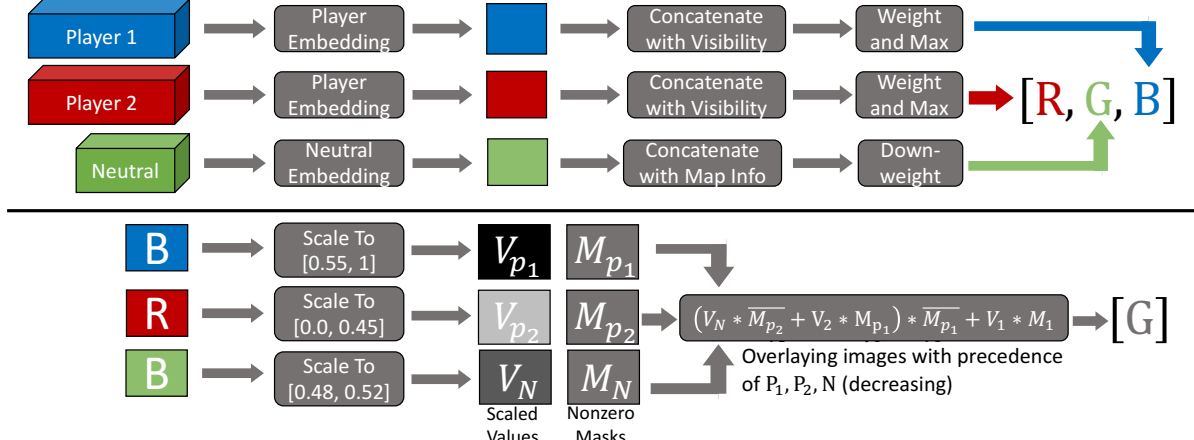 Player 1
Player
Embedding
Concatenate
with Visibility
Weight
and Max
Player 2
Player
Embedding
Concatenate
with Visibility
Weight
and Max
[R, G, B]
Neutral
Neutral
Embedding
Concatenate
with Map Info
Down-
weight
B
Scale To
[0.55, 1]
V_{p_1}
M_{p_1}
R
Scale To
[0.0, 0.45]
V_{p_2}
M_{p_2}
(V_N * \overline{M_{p_2}} + V_2 * M_{p_1}) * \overline{M_{p_1}} + V_1 * M_1
[G]
B
Scale To
[0.48, 0.52]
V_N
M_N
Overlaying images with precedence
of P_1, P_2, N (decreasing)
Scaled
Values
Nonzero
Masks